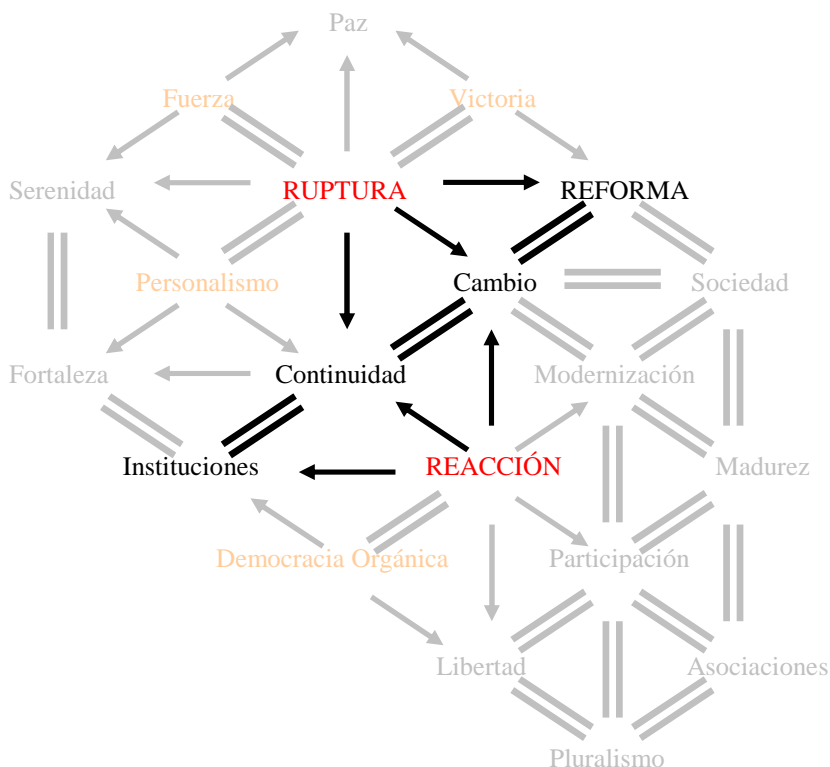 Paz
Fuerza
Victoria
Serenidad
RUPTURA
REFORMA
Personalismo
Cambio
Sociedad
Fortaleza
Continuidad
Modernización
Instituciones
REACCIÓN
Madurez
Democracia Orgánica
Participación
Libertad
Asociaciones
Pluralismo